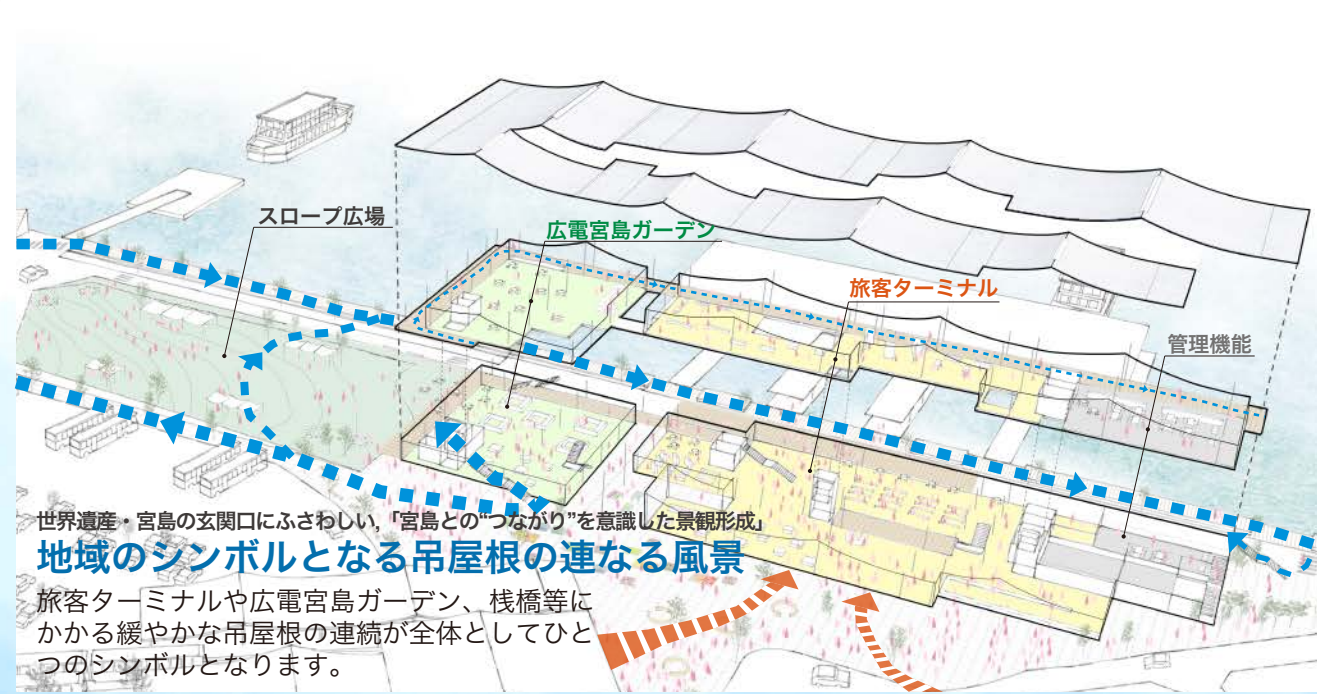 スロープ広場
広電宮島ガーデン
旅客ターミナル
管理機能
世界遺産・宮島の玄関口にふさわしい，「宮島との“つながり”を意識した景観形成」
地域のシンボルとなる吊屋根の連なる風景
旅客ターミナルや広電宮島ガーデン、桟橋等に
かかる緩やかな吊屋根の連続が全体としてひと
つのシンボルとなります。